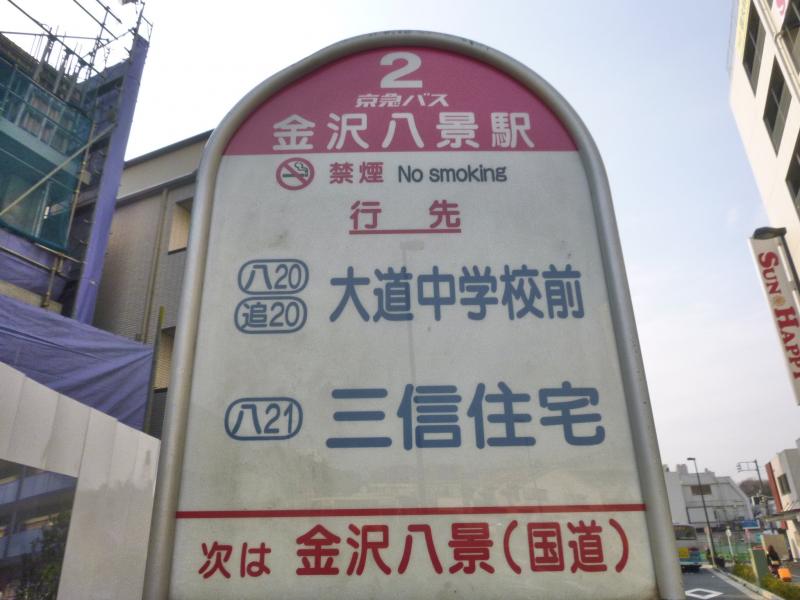 2
京急バス
金沢八景駅
禁煙 No smoking
行先
八20
追20
大道中学校前
八21 三信住宅
次は 金沢八景(国道)
SUN HAPPY